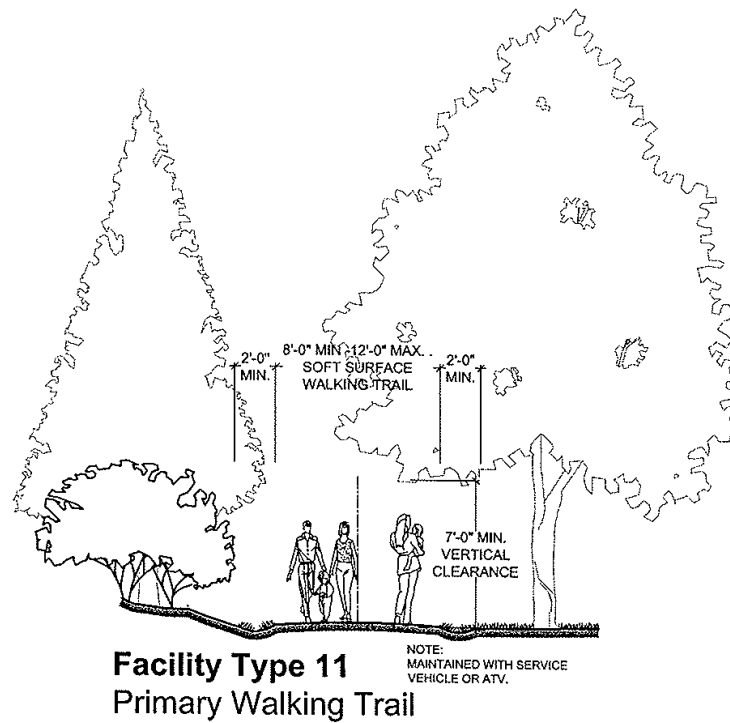 8'-0" MIN -12'-0" MAX.
SOFT SURFACE
WALKING TRAIL
2'-0"
MIN.
2'-0"
MIN.
7'-0" MIN.
VERTICAL
CLEARANCE
Facility Type 11
Primary Walking Trail
NOTE:
MAINTAINED WITH SERVICE
VEHICLE OR ATV.